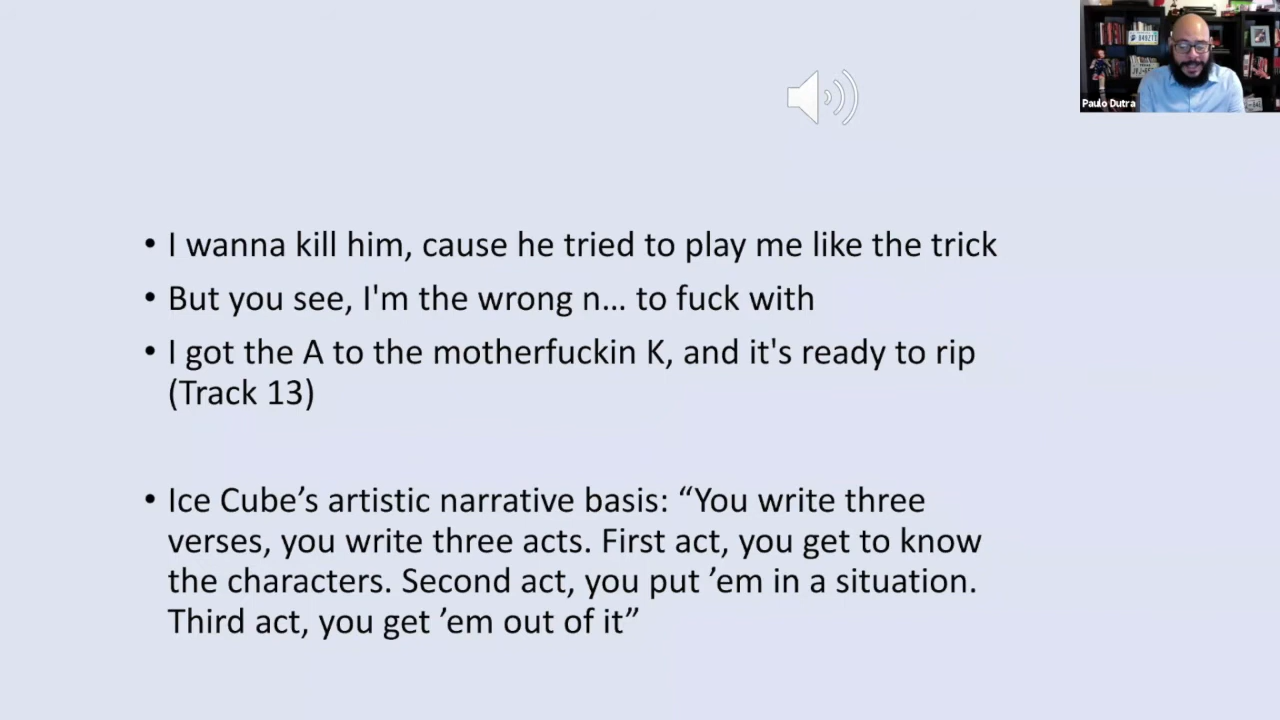 Paulo Dutra
• I wanna kill him, cause he tried to play me like the trick
• But you see, I'm the wrong n... to fuck with
• I got the A to the motherfuckin K, and it's ready to rip
(Track 13)
• Ice Cube’s artistic narrative basis: “You write three
verses, you write three acts. First act, you get to know
the characters. Second act, you put ’em in a situation.
Third act, you get ’em out of it”